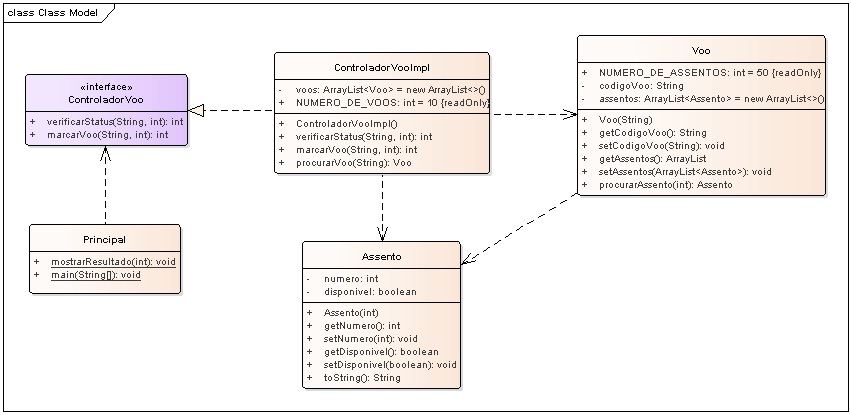 class Class Model
«interface»
ControladorVoo
+ verificarStatus(String, int): int
+ marcarVoo(String, int): int
ControladorVooImpl
- voos: ArrayList<Voo> = new ArrayList<>()
+ NUMERO_DE_VOOS: int = 10 {readOnly}
+ ControladorVooImpl()
+ verificarStatus(String, int): int
+ marcarVoo(String, int): int
+ procurarVoo(String): Voo
Voo
+ NUMERO_DE_ASSENTOS: int = 50 {readOnly}
- codigoVoo: String
- assentos: ArrayList<Assento> = new ArrayList<>()
+ Voo(String)
+ getCodigoVoo(): String
+ setCodigoVoo(String): void
+ getAssentos(): ArrayList
+ setAssentos(ArrayList<Assento>): void
+ procurarAssento(int): Assento
Principal
+ mostrarResultado(int): void
+ main(String[]): void
Assento
- numero: int
- disponivel: boolean
+ Assento(int)
+ getNumero(): int
+ setNumero(int): void
+ getDisponivel(): boolean
+ setDisponivel(boolean): void
+ toString(): String